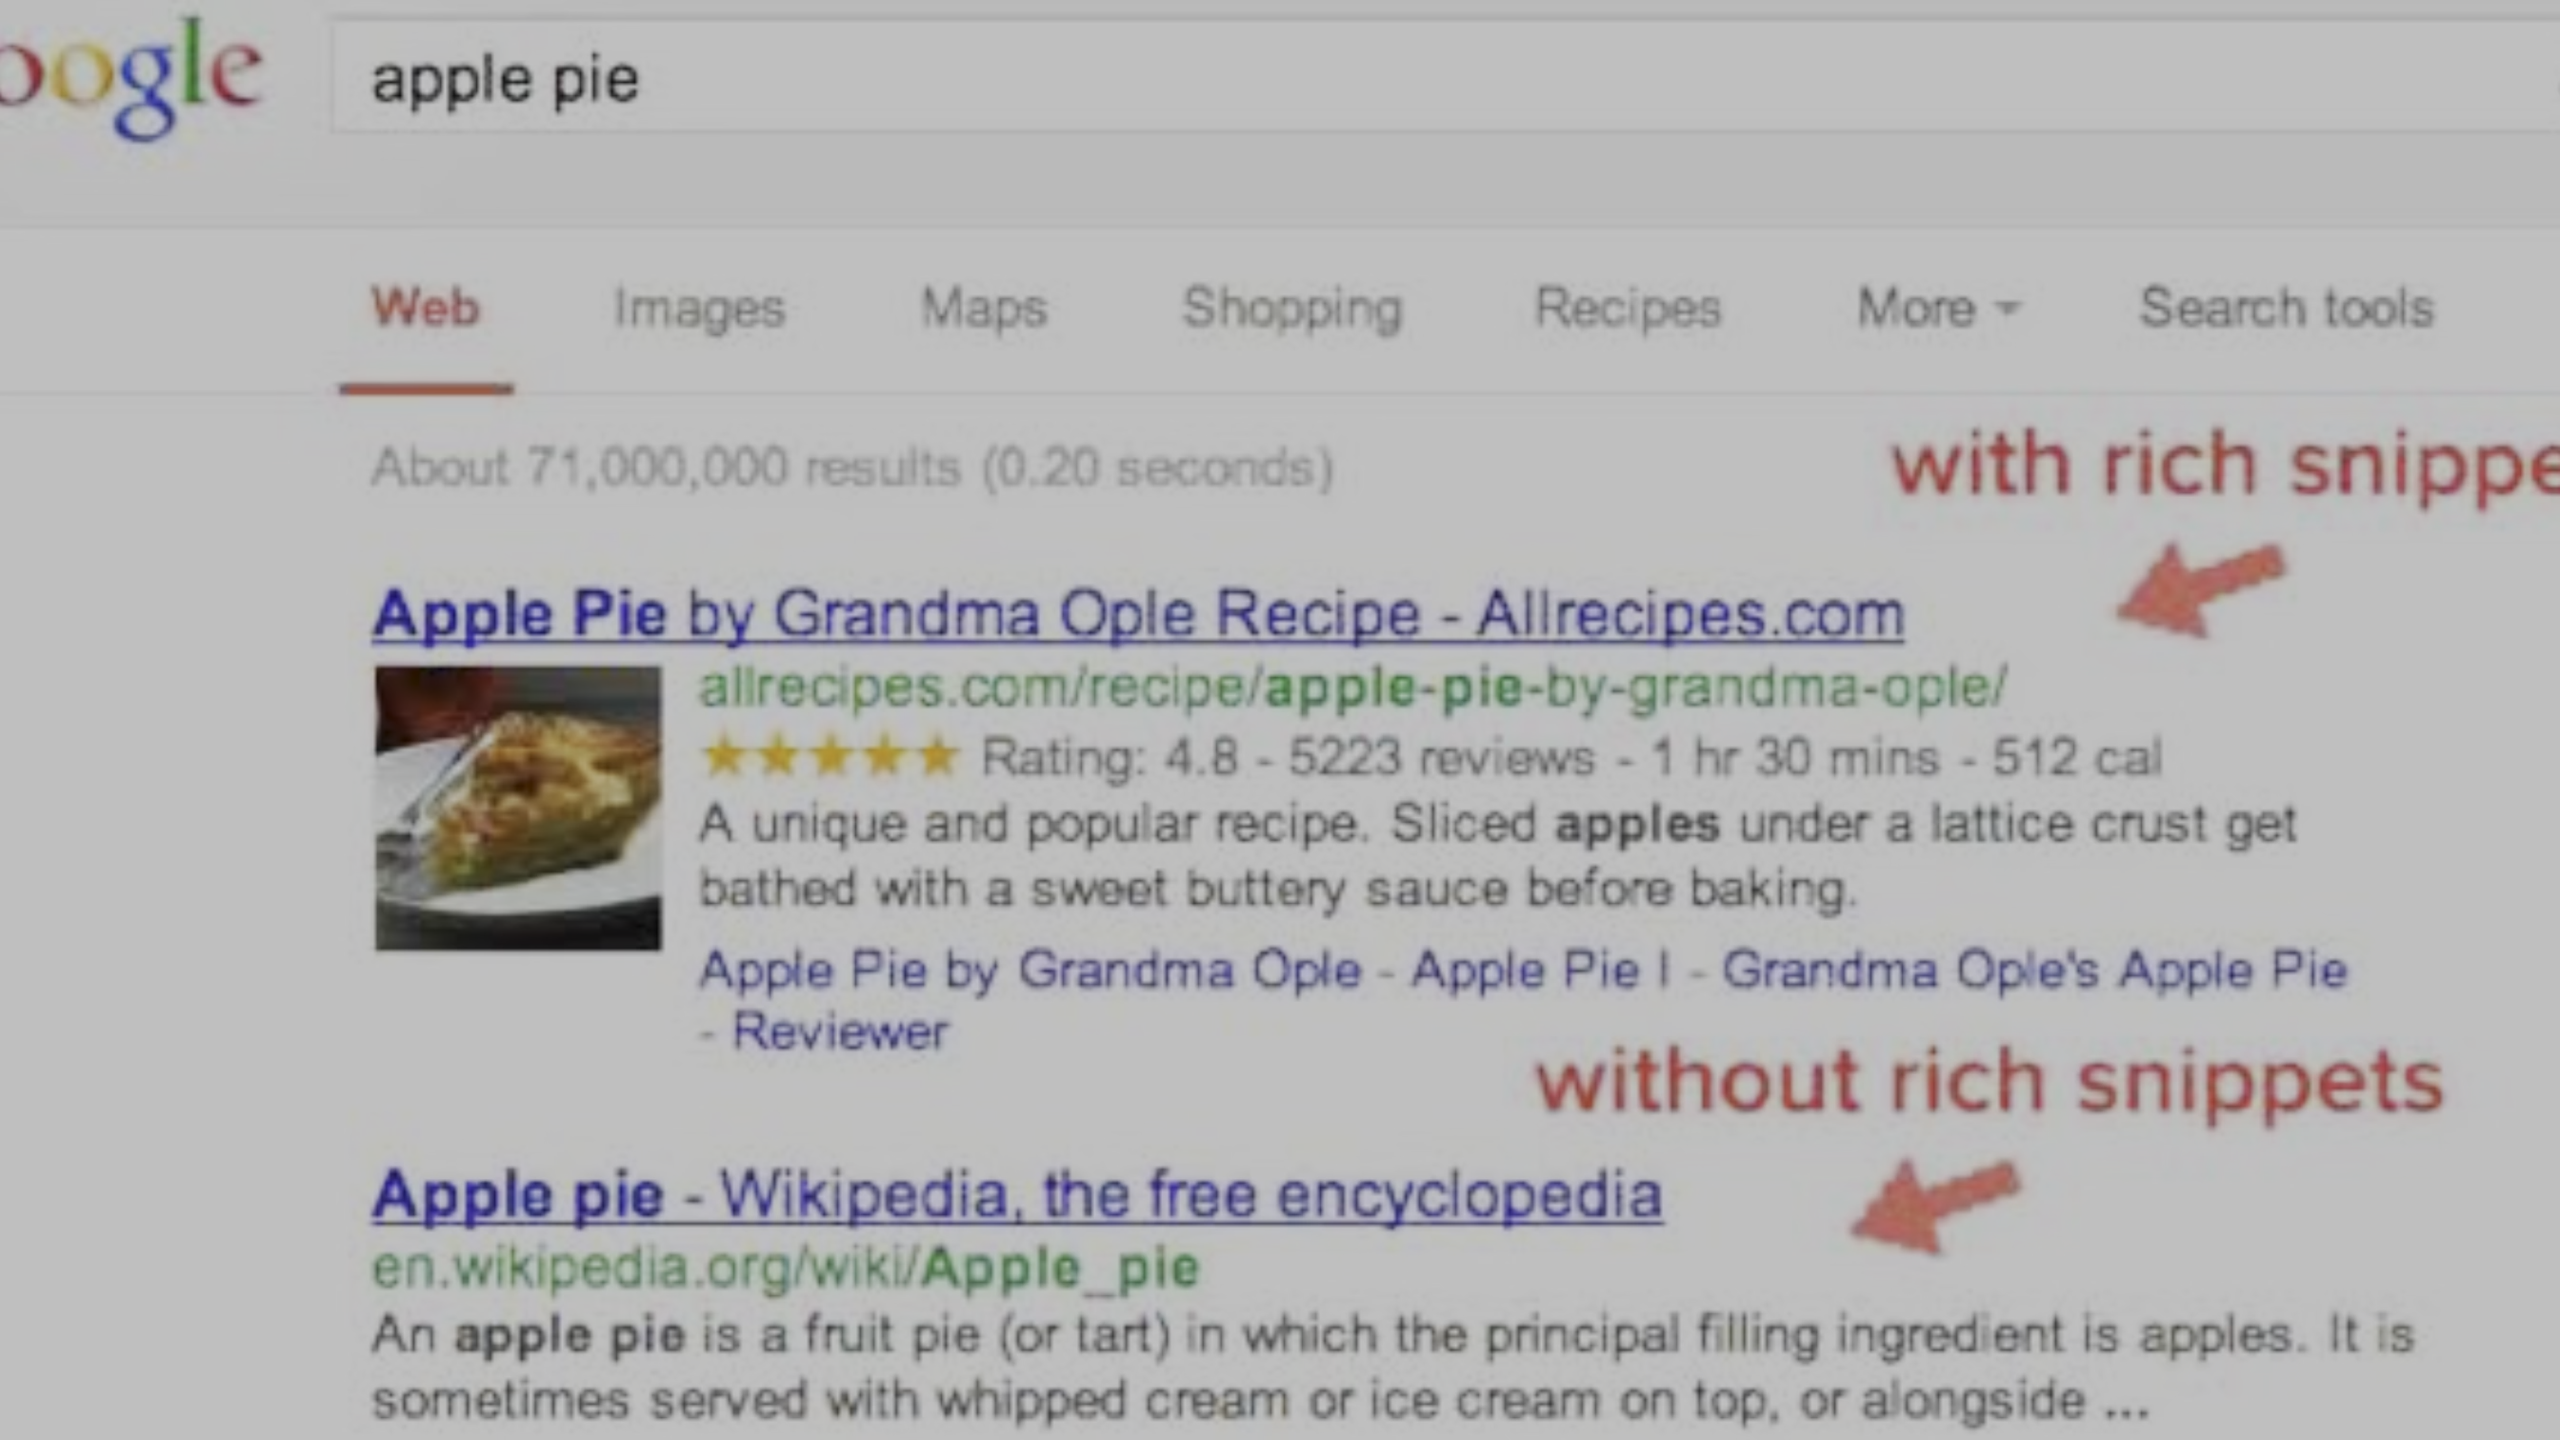 oogle
apple pie
Web Images Maps Shopping Recipes More Search tools
About 71,000,000 results (0.20 seconds)
with rich snippe
Apple Pie by Grandma Ople Recipe - Allrecipes.com
allrecipes.com/recipe/apple-pie-by-grandma-ople/
Rating: 4.8 - 5223 reviews - 1 hr 30 mins - 512 cal
A unique and popular recipe. Sliced apples under a lattice crust get
bathed with a sweet buttery sauce before baking.
Apple Pie by Grandma Ople - Apple Pie I - Grandma Ople's Apple Pie
- Reviewer
without rich snippets
Apple pie - Wikipedia, the free encyclopedia
en.wikipedia.org/wiki/Apple_pie
An apple pie is a fruit pie (or tart) in which the principal filling ingredient is apples. It is
sometimes served with whipped cream or ice cream on top, or alongside ...